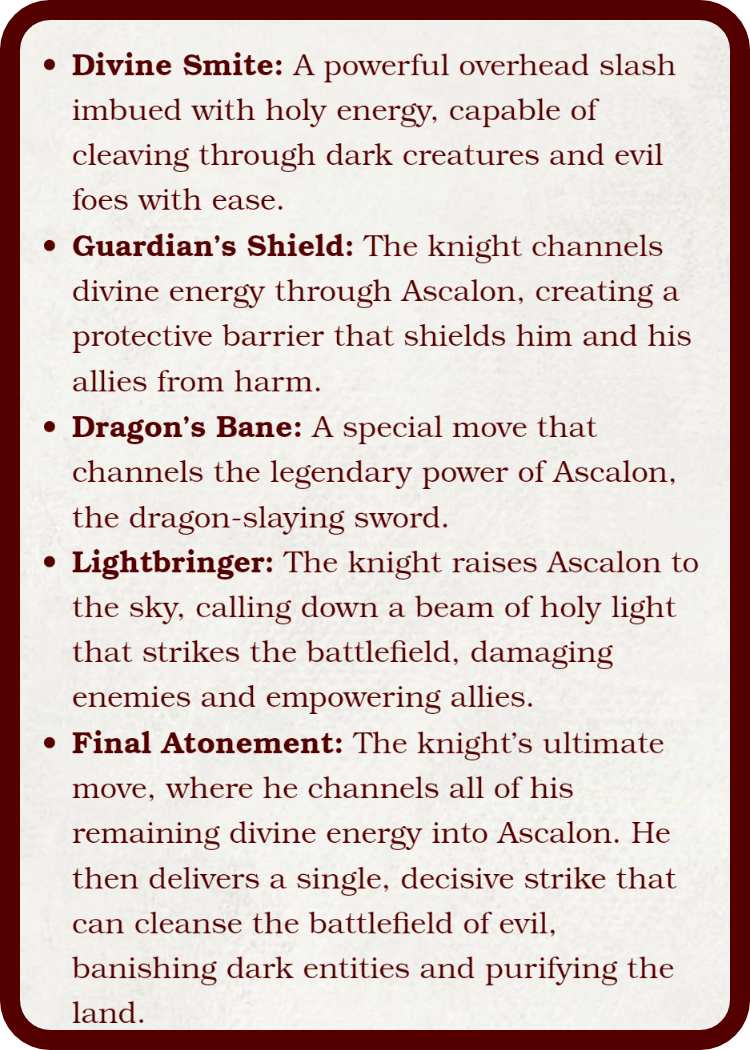 • Divine Smite: A powerful overhead slash
imbued with holy energy, capable of
cleaving through dark creatures and evil
foes with ease.
• Guardian’s Shield: The knight channels
divine energy through Ascalon, creating a
protective barrier that shields him and his
allies from harm.
• Dragon’s Bane: A special move that
channels the legendary power of Ascalon,
the dragon-slaying sword.
• Lightbringer: The knight raises Ascalon to
the sky, calling down a beam of holy light
that strikes the battlefield, damaging
enemies and empowering allies.
• Final Atonement: The knight’s ultimate
move, where he channels all of his
remaining divine energy into Ascalon. He
then delivers a single, decisive strike that
can cleanse the battlefield of evil,
banishing dark entities and purifying the
land.